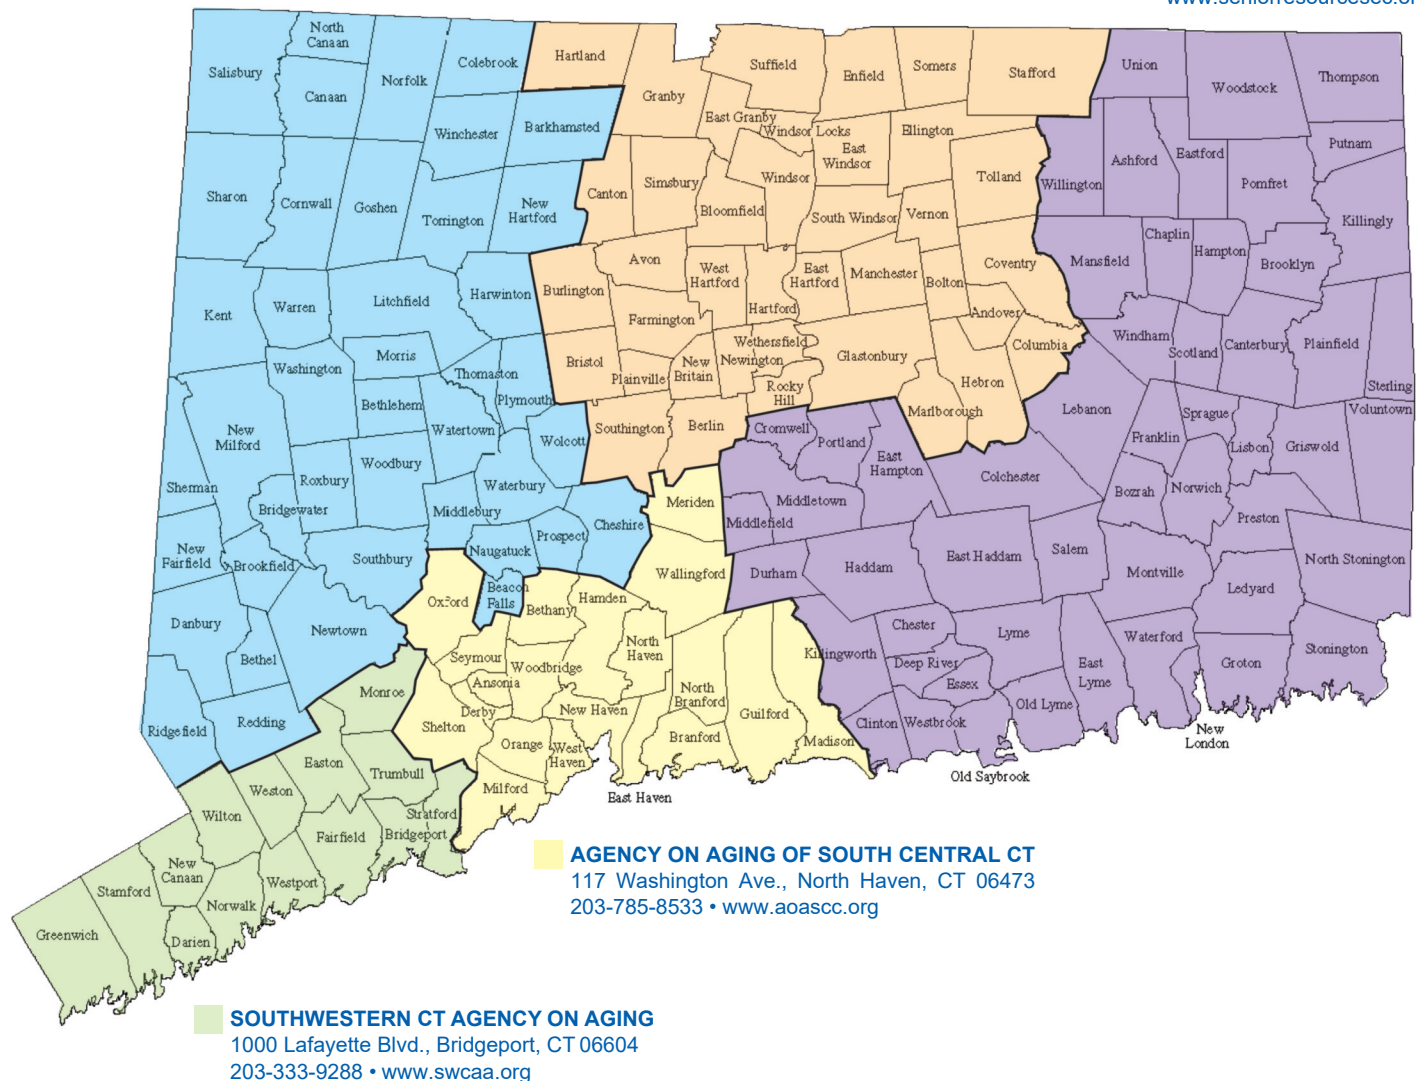 www.seniorresourcesec.or
North
Canaan
Salisbury
Canaan
Norfolk
Colebrook
Hartland
Granby
Suffield
Enfield
Somers
Stafford
Union
Woodstock
Thompson
Winchester
Barkhamsted
East Granby
Windsor Locks
East
Windsor
Ellington
Tolland
Willington
Ashford
Eastford
Putnam
Pomfret
Killingly
Sharon
Cornwall
Goshen
Torrington
New
Hartford
Canton
Simsbury
Bloomfield
Windsor
South Windsor
Vernon
Mansfield
Chaplin
Hampton
Brooklyn
Kent
Warren
Litchfield
Harwinton
Burlington
Avon
West
Hartford
Hartford
East
Hartford
Manchester
Bolton
Coventry
Andover
Columbia
Windham
Scotland
Canterbury
Plainfield
Sterling
Washington
Morris
Thomaston
Plymouth
Bristol
Farmington
Plainville
New
Britain
Wethersfield
Newington
Rocky
Hill
Glastonbury
Hebron
Marlborough
Lebanon
Franklin
Sprague
Lisbon
Griswold
Voluntown
New
Milford
Bethlehem
Watertown
Wolcott
Southington
Berlin
Cromwell
Portland
East
Hampton
Colchester
Bozrah
Norwich
Preston
Sherman
Roxbury
Woodbury
Bridgewater
Waterbury
Middlebury
Cheshire
Prospect
Naugatuck
Meriden
Middletown
Middlefield
New
Fairfield
Brookfield
Southbury
Oxford
Beacon
Falls
Bethany
Hamden
Wallingford
Durham
Haddam
East Haddam
Salem
Montville
Ledyard
North Stonington
Danbury
Bethel
Newtown
Seymour
Woodbridge
North
Haven
Killingworth
Chester
Deep River
Essex
Lyme
East
Lyme
Waterford
Groton
Stonington
Ridgefield
Redding
Monroe
Shelton
Ansonia
Derby
New Haven
North
Branford
Guilford
Madison
Clinton
Westbrook
Old Lyme
New
London
Old Saybrook
Orange
West
Haven
Branford
East Haven
Milford
Easton
Trumbull
Weston
Wilton
Stratford
Bridgeport
Fairfield
New
Canaan
Westport
Norwalk
Stamford
Darien
Greenwich
AGENCY ON AGING OF SOUTH CENTRAL CT
117 Washington Ave., North Haven, CT 06473
203-785-8533 • www.aoascc.org
SOUTHWESTERN CT AGENCY ON AGING
1000 Lafayette Blvd., Bridgeport, CT 06604
203-333-9288 • www.swcaa.org